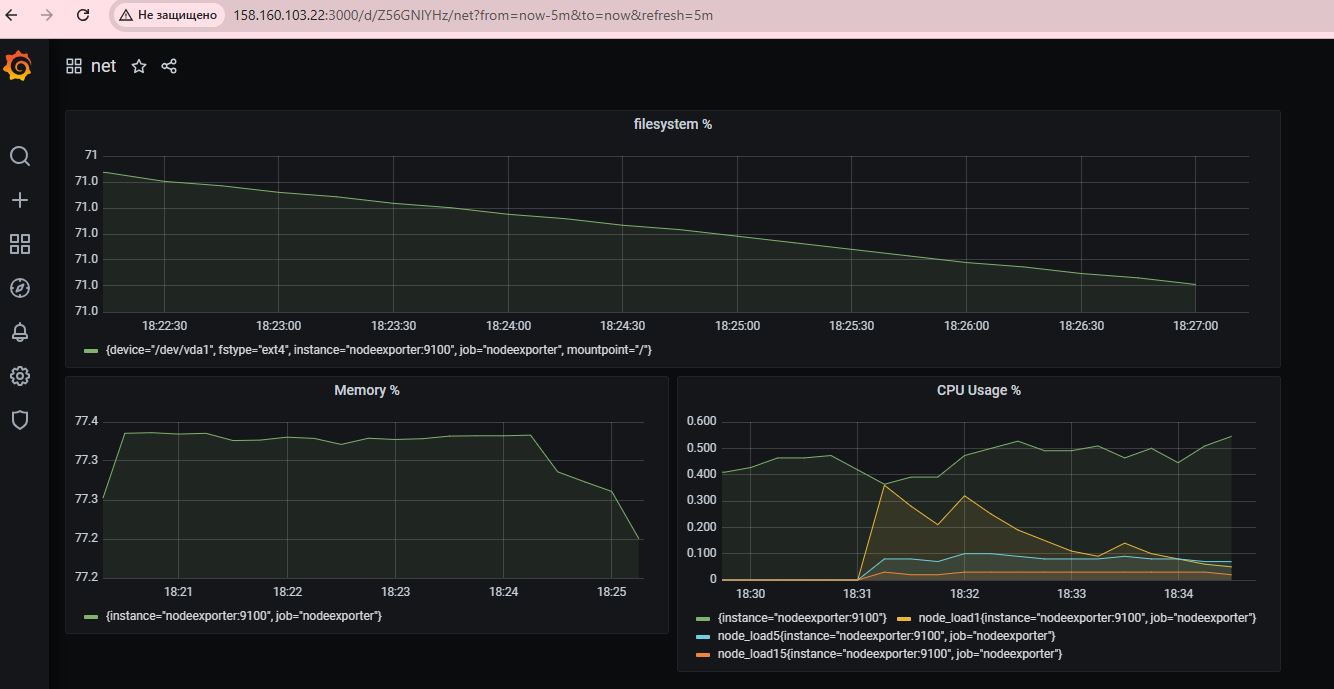 Не защищено
158.160.103.22:3000/d/Z56GNIYHz/net?from=now-5m&to=now&refresh=5m
net
filesystem %
71
71.0
71.0
71.0
71.0
71.0
71.0
18:22:30 18:23:00 18:23:30 18:24:00 18:24:30 18:25:00 18:25:30 18:26:00 18:26:30 18:27:00
{device="/dev/vda1", fstype="ext4", instance="nodeexporter:9100", job="nodeexporter", mountpoint="/"}
Memory %
77.4
77.3
77.3
77.2
77.2
18:21 18:22 18:23 18:24 18:25
{instance="nodeexporter:9100", job="nodeexporter"}
CPU Usage %
0.600
0.500
0.400
0.300
0.200
0.100
0
18:30 18:31 18:32 18:33 18:34
{instance="nodeexporter:9100"} node_load1{instance="nodeexporter:9100", job="nodeexporter"}
node_load5{instance="nodeexporter:9100", job="nodeexporter"}
node_load15{instance="nodeexporter:9100", job="nodeexporter"}